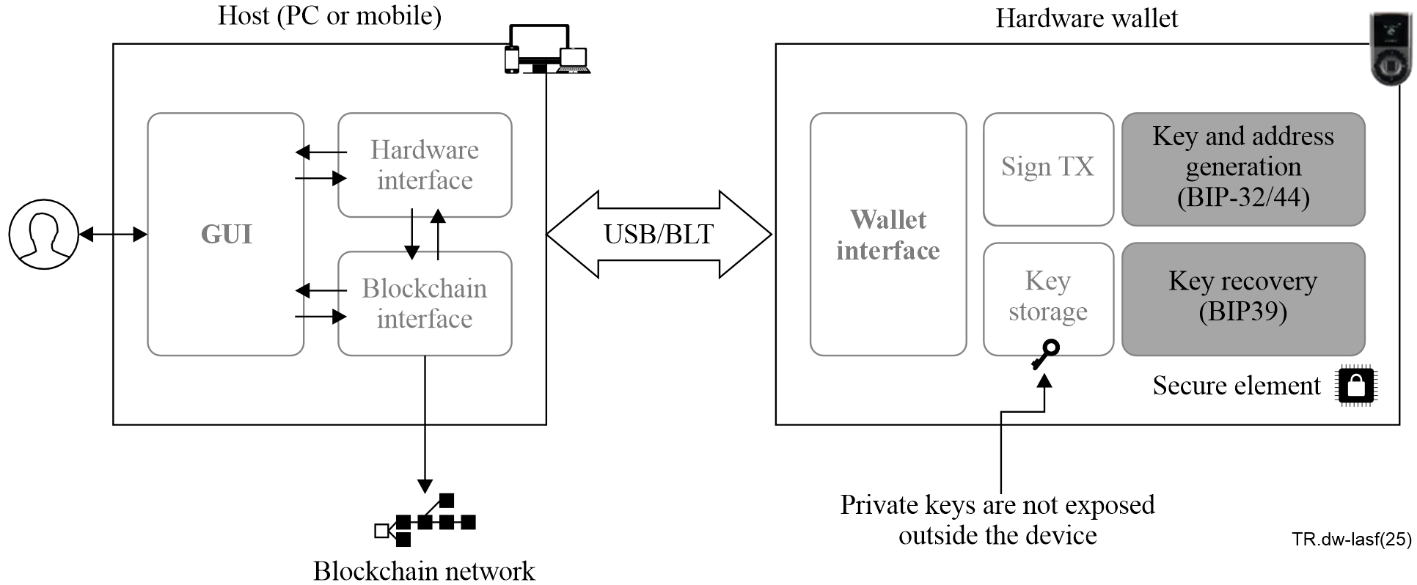 Host (PC or mobile)
Hardware wallet
GUI
Hardware
interface
Blockchain
interface
USB/BLT
Wallet
interface
Sign TX
Key and address
generation
(BIP-32/44)
Key
storage
Key recovery
(BIP39)
Secure element
Private keys are not exposed
outside the device
Blockchain network
TR.dw-lasf(25)